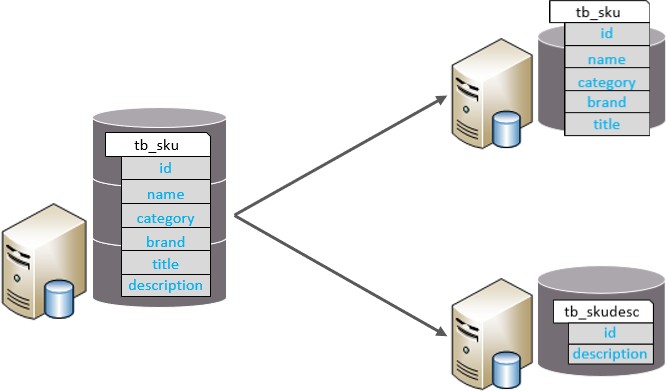 tb_sku
id
name
category
brand
title
description
tb_sku
id
name
category
brand
title
tb_skudesc
id
description